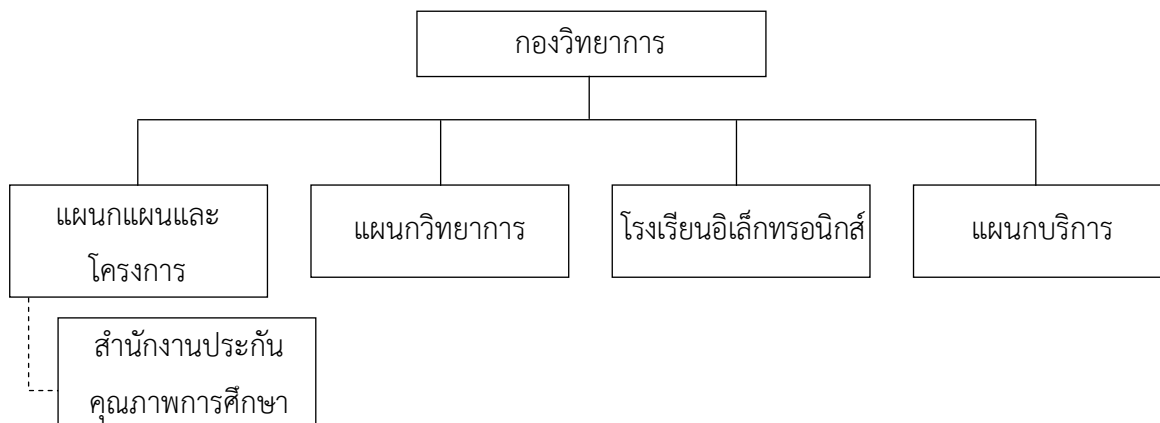 กองวิทยาการ
แผนกแผนและ
โครงการ
แผนกวิทยาการ
โรงเรียนอิเล็กทรอนิกส์
แผนกบริการ
สำนักงานประกัน
คุณภาพการศึกษา